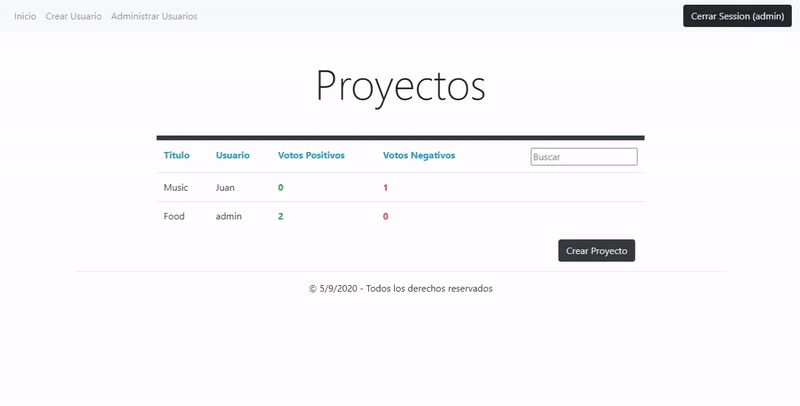 Inicio Crear Usuario Administrar Usuarios Cerrar Session (admin)
Proyectos
Titulo Usuario Votos Positivos Votos Negativos Buscar
Music Juan 0 1
Food admin 2 0
Crear Proyecto
© 5/9/2020 - Todos los derechos reservados